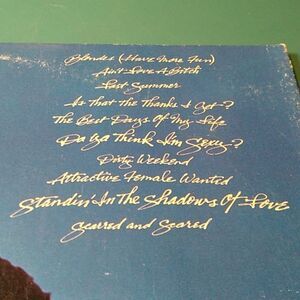 Blondes (Have More Fun)
Ain't Love A Bitch
Last Summer
Is That the Thanks I Get?
The Best Days Of My Life
Da Ya Think I'm Sexy?
Dirty Weekend
Attractive Female Wanted
Standin' In The Shadows Of Love
Scarred and Scared